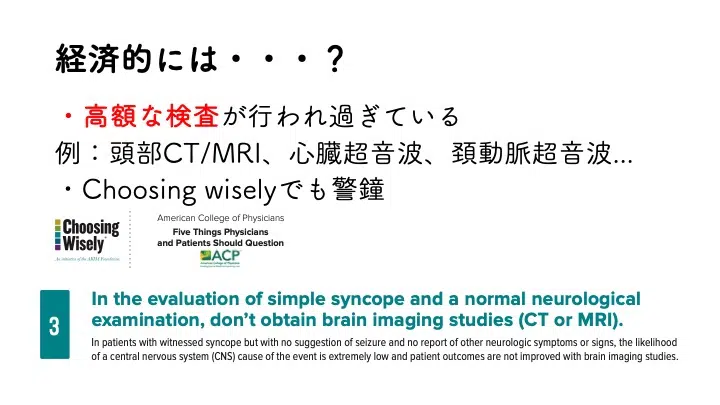 経済的には・・・？
・高額な検査が行われ過ぎている
例：頭部CT/MRI、心臓超音波、頚動脈超音波...
・Choosing wiselyでも警鐘
Choosing
Wisely
An initiative of the ABIM Foundation
American College of Physicians
Five Things Physicians
and Patients Should Question
ACP
American College of Physicians
3
In the evaluation of simple syncope and a normal neurological
examination, don't obtain brain imaging studies (CT or MRI).
In patients with witnessed syncope but with no suggestion of seizure and no report of other neurologic symptoms or signs, the likelihood
of a central nervous system (CNS) cause of the event is extremely low and patient outcomes are not improved with brain imaging studies.